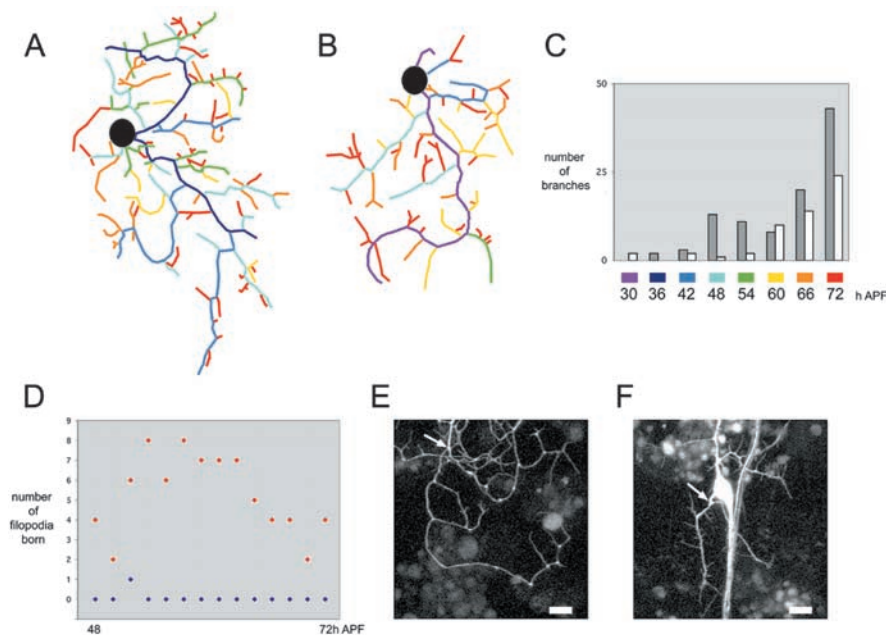 A
B
C
50
25
0
number
of
branches
30 36 42 48 54 60 66 72 h APF
D
E
F
9
8
7
6
5
4
3
2
1
0
number
of
filopodia
born
48 72h APF